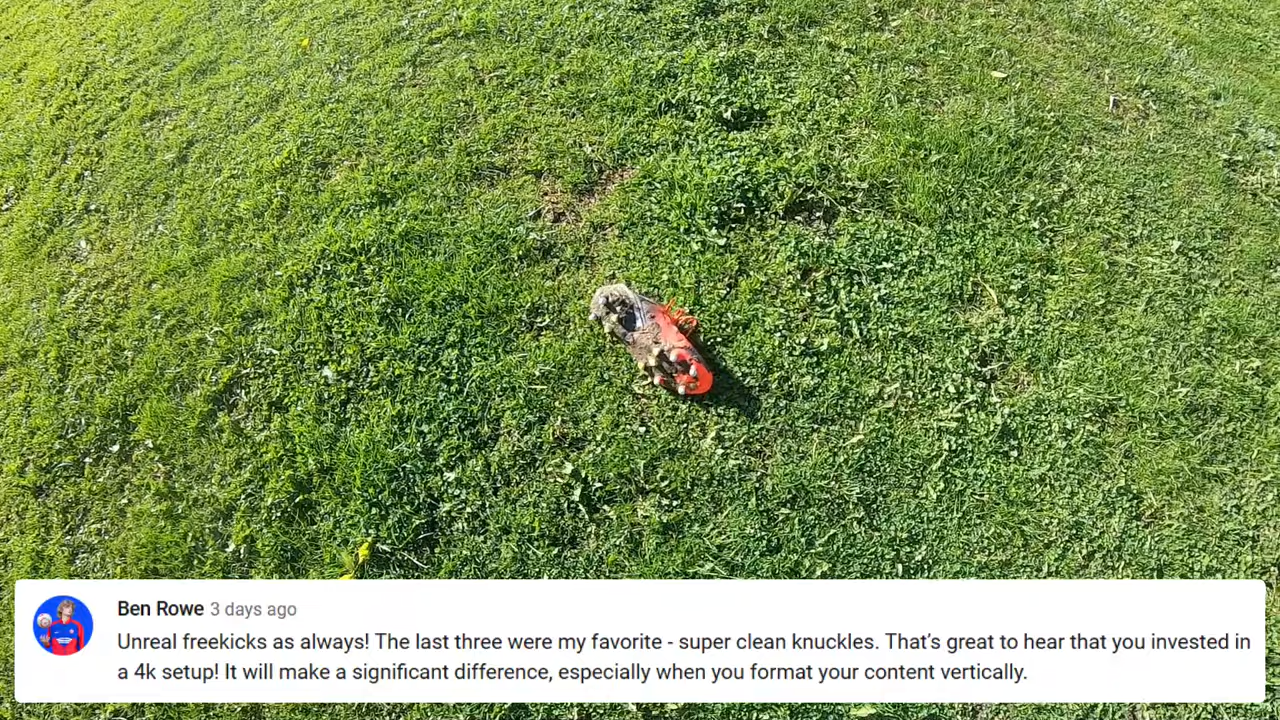 Ben Rowe 3 days ago
Unreal freekicks as always! The last three were my favorite - super clean knuckles. That’s great to hear that you invested in
a 4k setup! It will make a significant difference, especially when you format your content vertically.